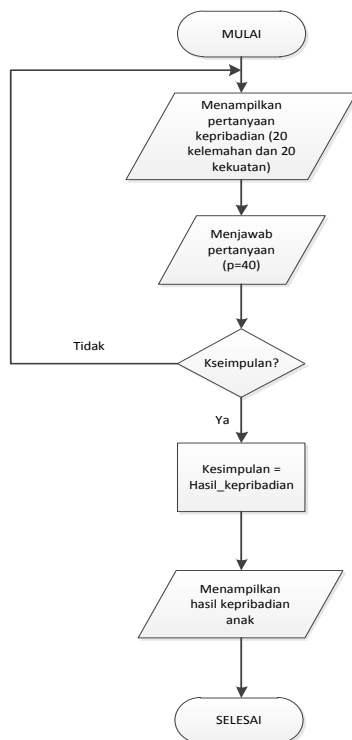 MULAI
Menampilkan
pertanyaan
kepribadian (20
kelemahan dan 20
kekuatan)
Menjawab
pertanyaan
(p=40)
Tidak
Kseimpulan?
Ya
Kesimpulan =
Hasil_kepribadian
Menampilkan
hasil kepribadian
anak
SELESAI